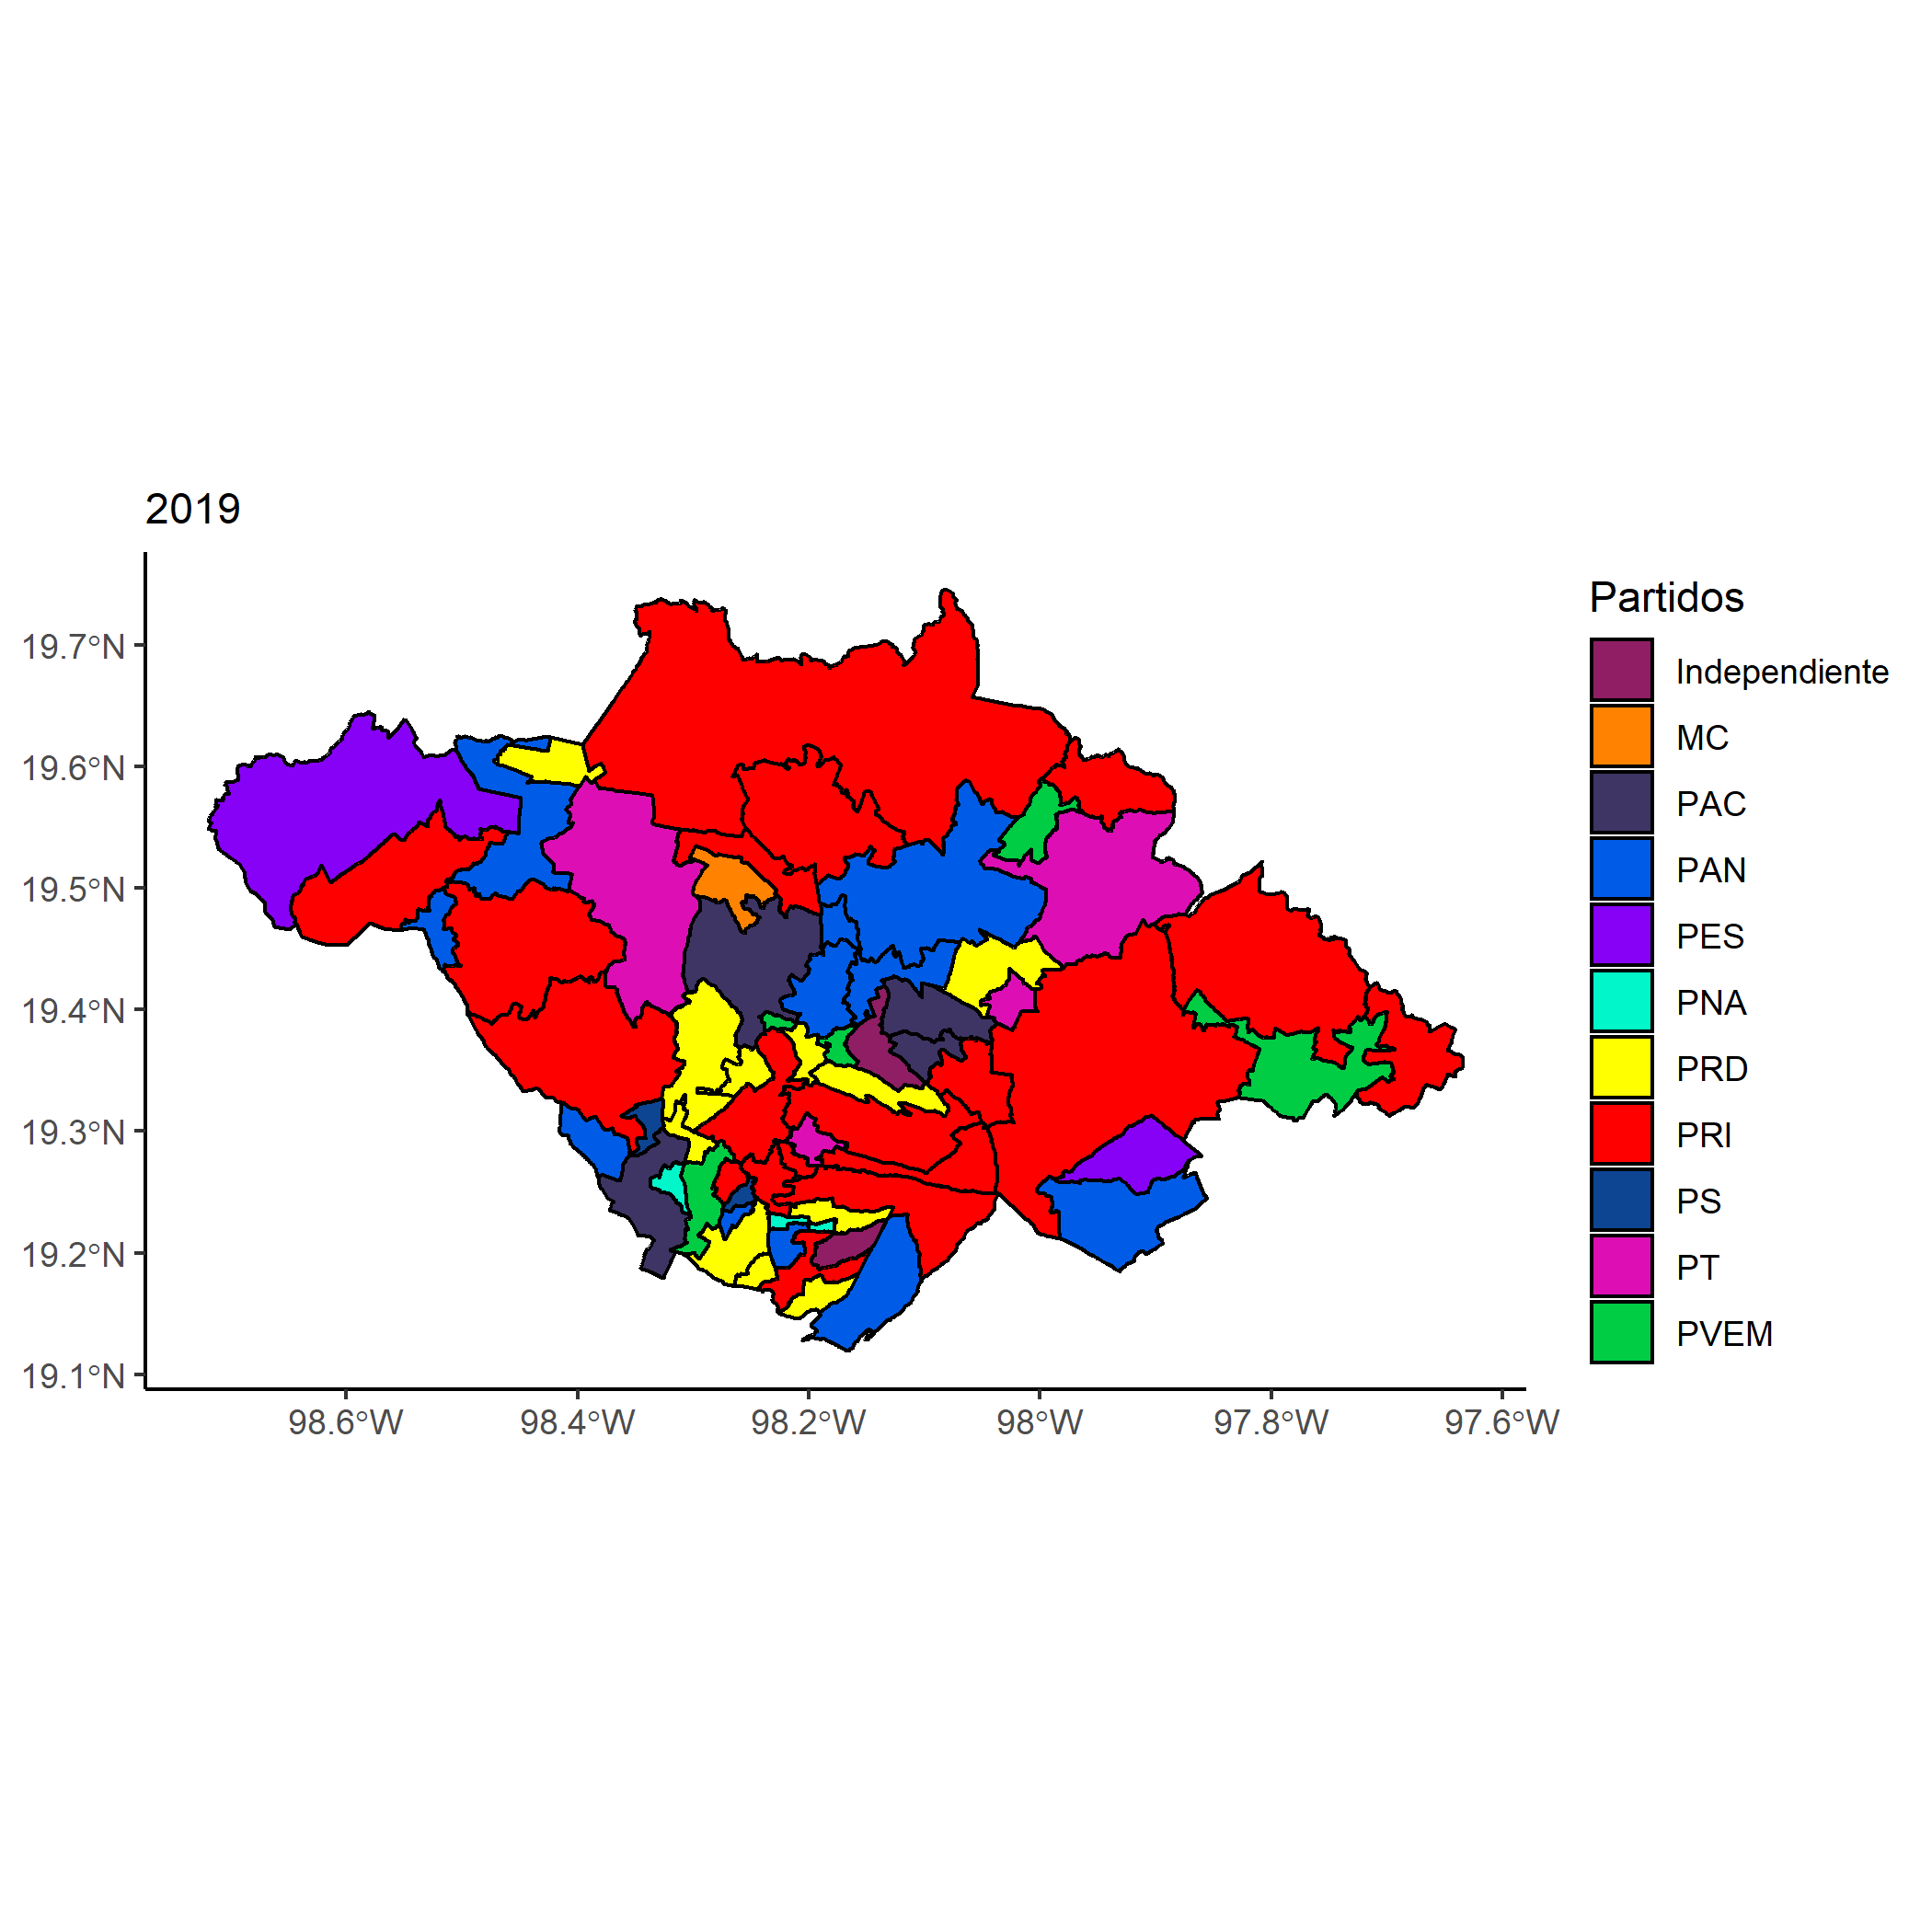 2019
19.7°N
19.6°N
19.5°N
19.4°N
19.3°N
19.2°N
19.1°N
98.6°W
98.4°W
98.2°W
98°W
97.8°W
97.6°W
Partidos
Independiente
MC
PAC
PAN
PES
PNA
PRD
PRI
PS
PT
PVEM